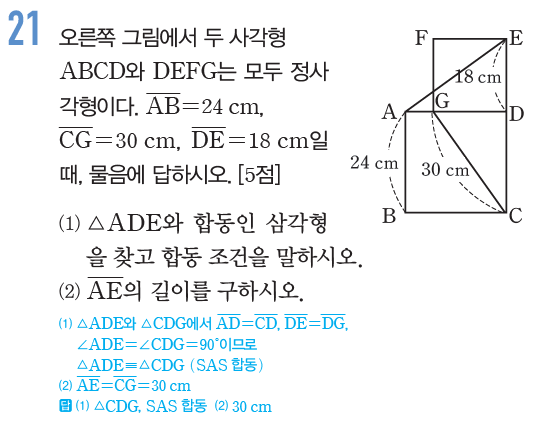 21
오른쪽 그림에서 두 사각형
ABCD와 DEFG는 모두 정사
각형이다. AB=24 cm,
CG=30 cm, DE=18 cm일
때, 물음에 답하시오. [5점]
F E
18 cm
A G D
24 cm 30 cm
B C
⑴ △ADE와 합동인 삼각형
을 찾고 합동 조건을 말하시오.
⑵ AE의 길이를 구하시오.
⑴ △ADE와 △CDG에서 AD=CD, DE=DG,
∠ADE=∠CDG=90°이므로
△ADE≡△CDG (SAS 합동)
⑵ AE=CG=30 cm
답 ⑴ △CDG, SAS 합동 ⑵ 30 cm